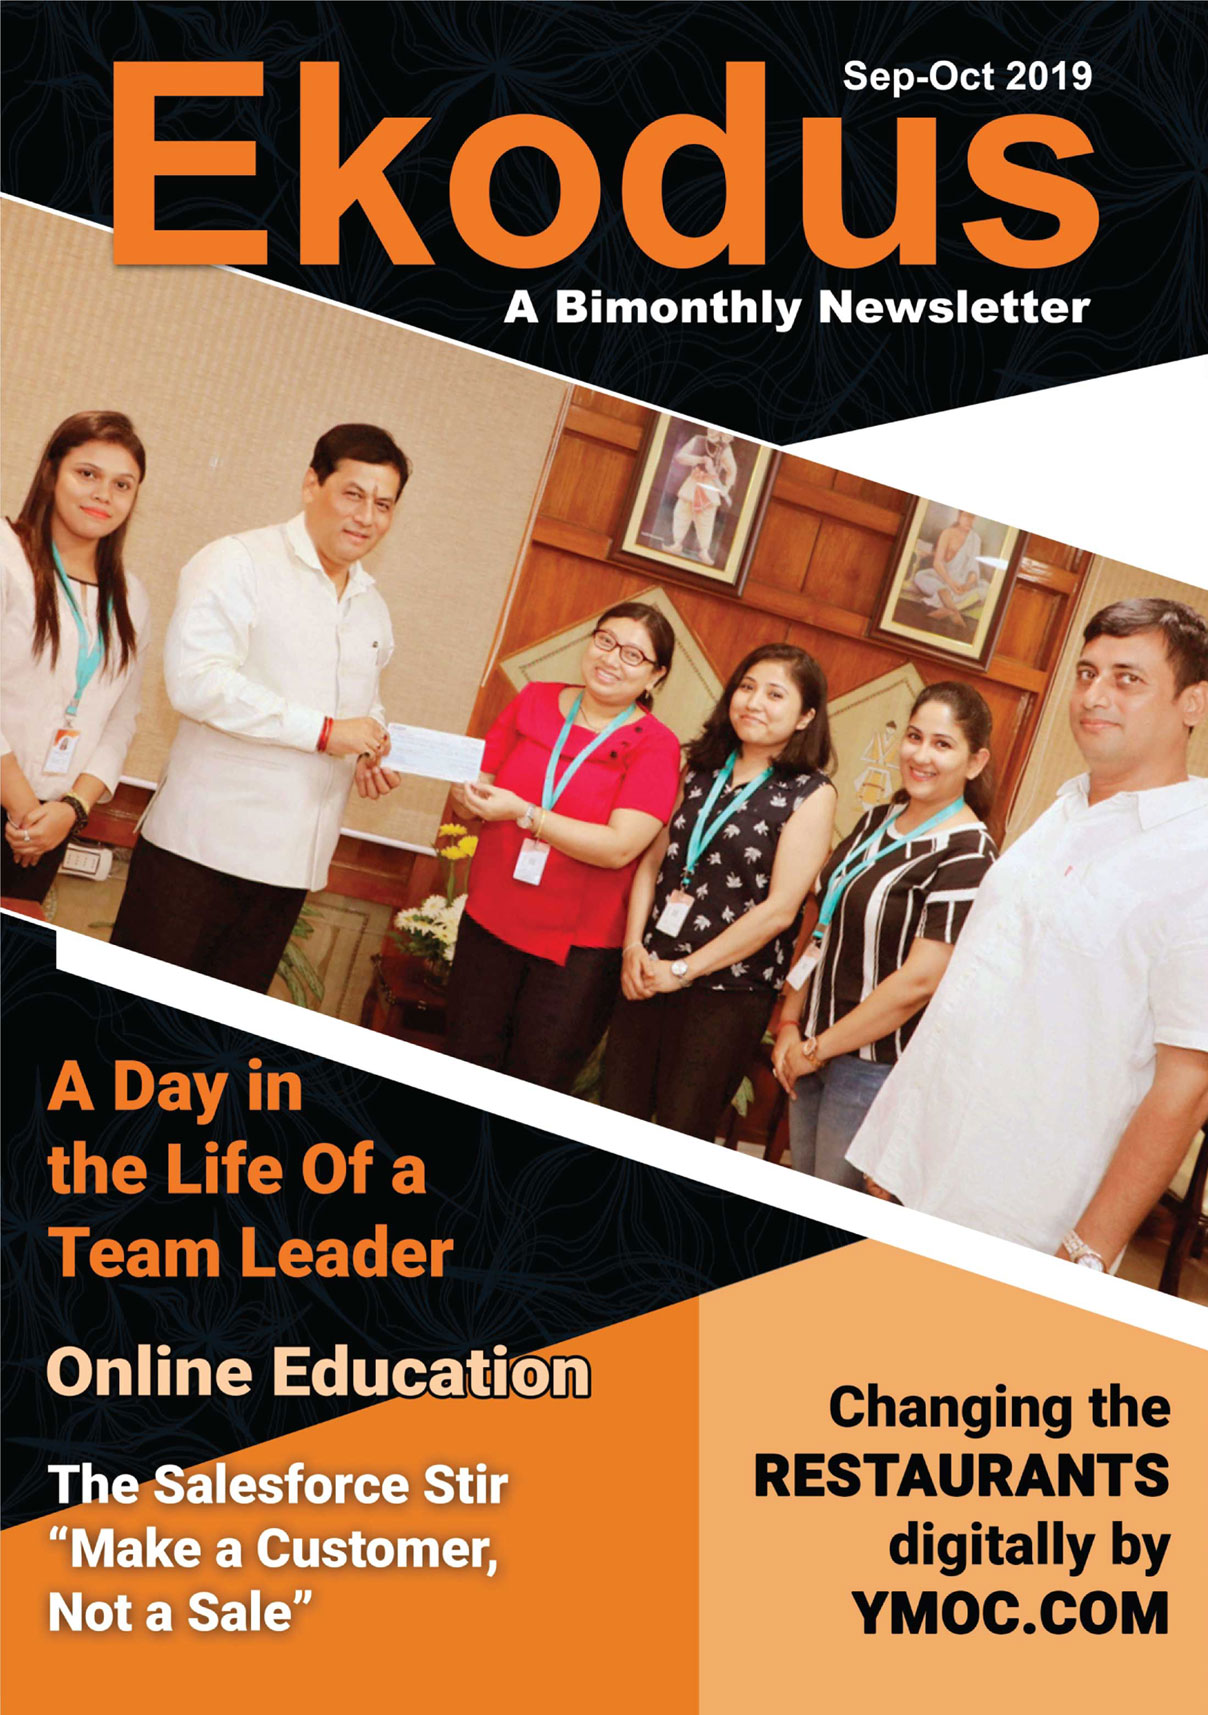 Sep-Oct 2019
Ekodus
A Bimonthly Newsletter
A Day in
the Life Of a
Team Leader
Online Education
The Salesforce Stir
“Make a Customer,
Not a Sale”
Changing the
RESTAURANTS
digitally by
YMOC.COM